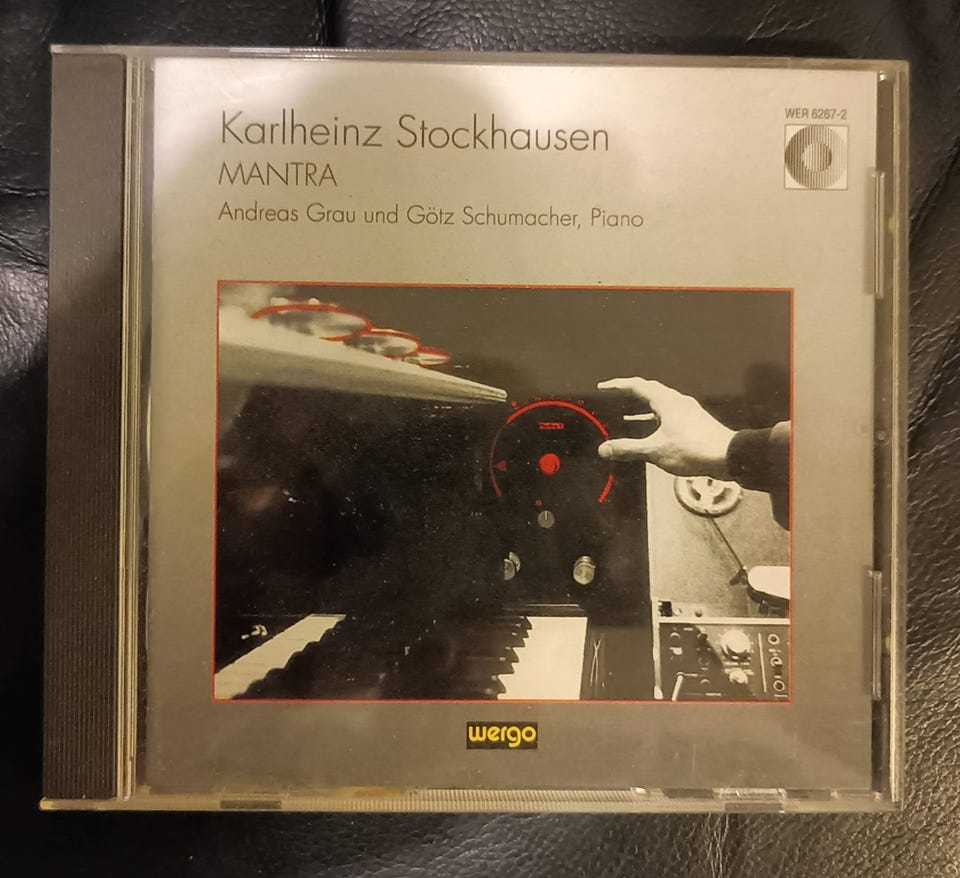 Karlheinz Stockhausen
MANTRA
Andreas Grau und Götz Schumacher, Piano
WER 6267-2
wergo